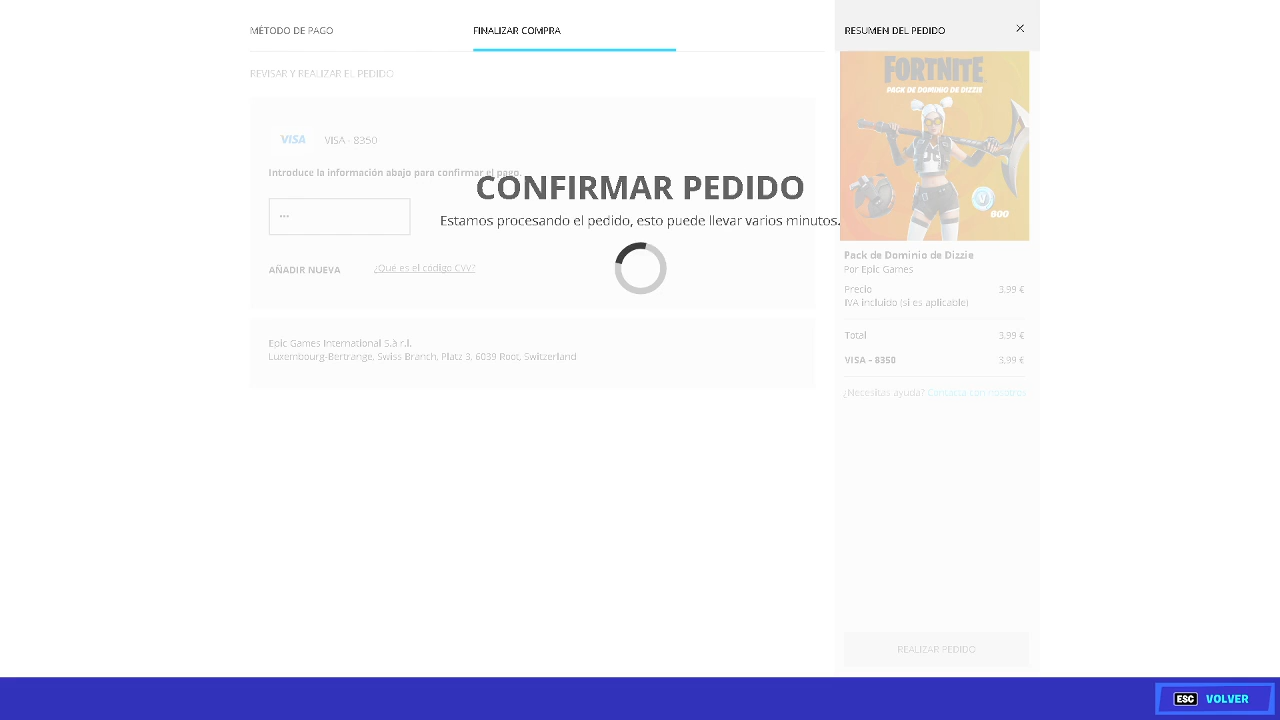 MÉTODO DE PAGO
FINALIZAR COMPRA
REVISAR Y REALIZAR EL PEDIDO
VISA VISA - 8350
Introduce la información abajo para confirmar el pago.
CONFIRMAR PEDIDO
Estamos procesando el pedido, esto puede llevar varios minutos.
***
AÑADIR NUEVA
¿Qué es el código CVV?
Epic Games International S.à r.l.
Luxembourg-Bertrange, Swiss Branch, Platz 3, 6039 Root, Switzerland
RESUMEN DEL PEDIDO
FORTNITE
PACK DE DOMINIO DE DIZZIE
600
Pack de Dominio de Dizzie
Por Epic Games
Precio 3.99 €
IVA incluido (si es aplicable)
Total 3.99 €
VISA - 8350 3.99 €
¿Necesitas ayuda? Contacta con nosotros
REALIZAR PEDIDO
ESC VOLVER